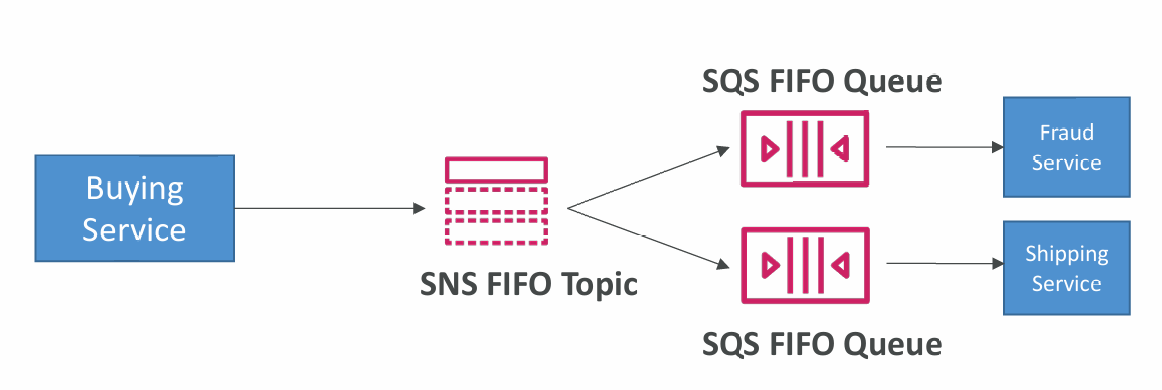 Buying
Service
SNS FIFO Topic
SQS FIFO Queue
Fraud
Service
Shipping
Service
SQS FIFO Queue